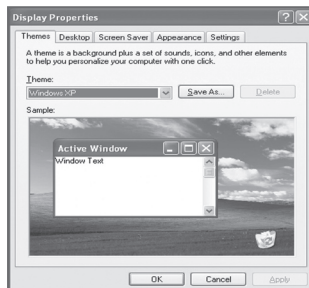 Display Properties
Themes Desktop Screen Saver Appearance Settings
A theme is a background plus a set of sounds, icons, and other elements
to help you personalize your computer with one click.
Theme:
Windows XP Save As... Delete
Sample:
Active Window
Window Text
OK Cancel Apply